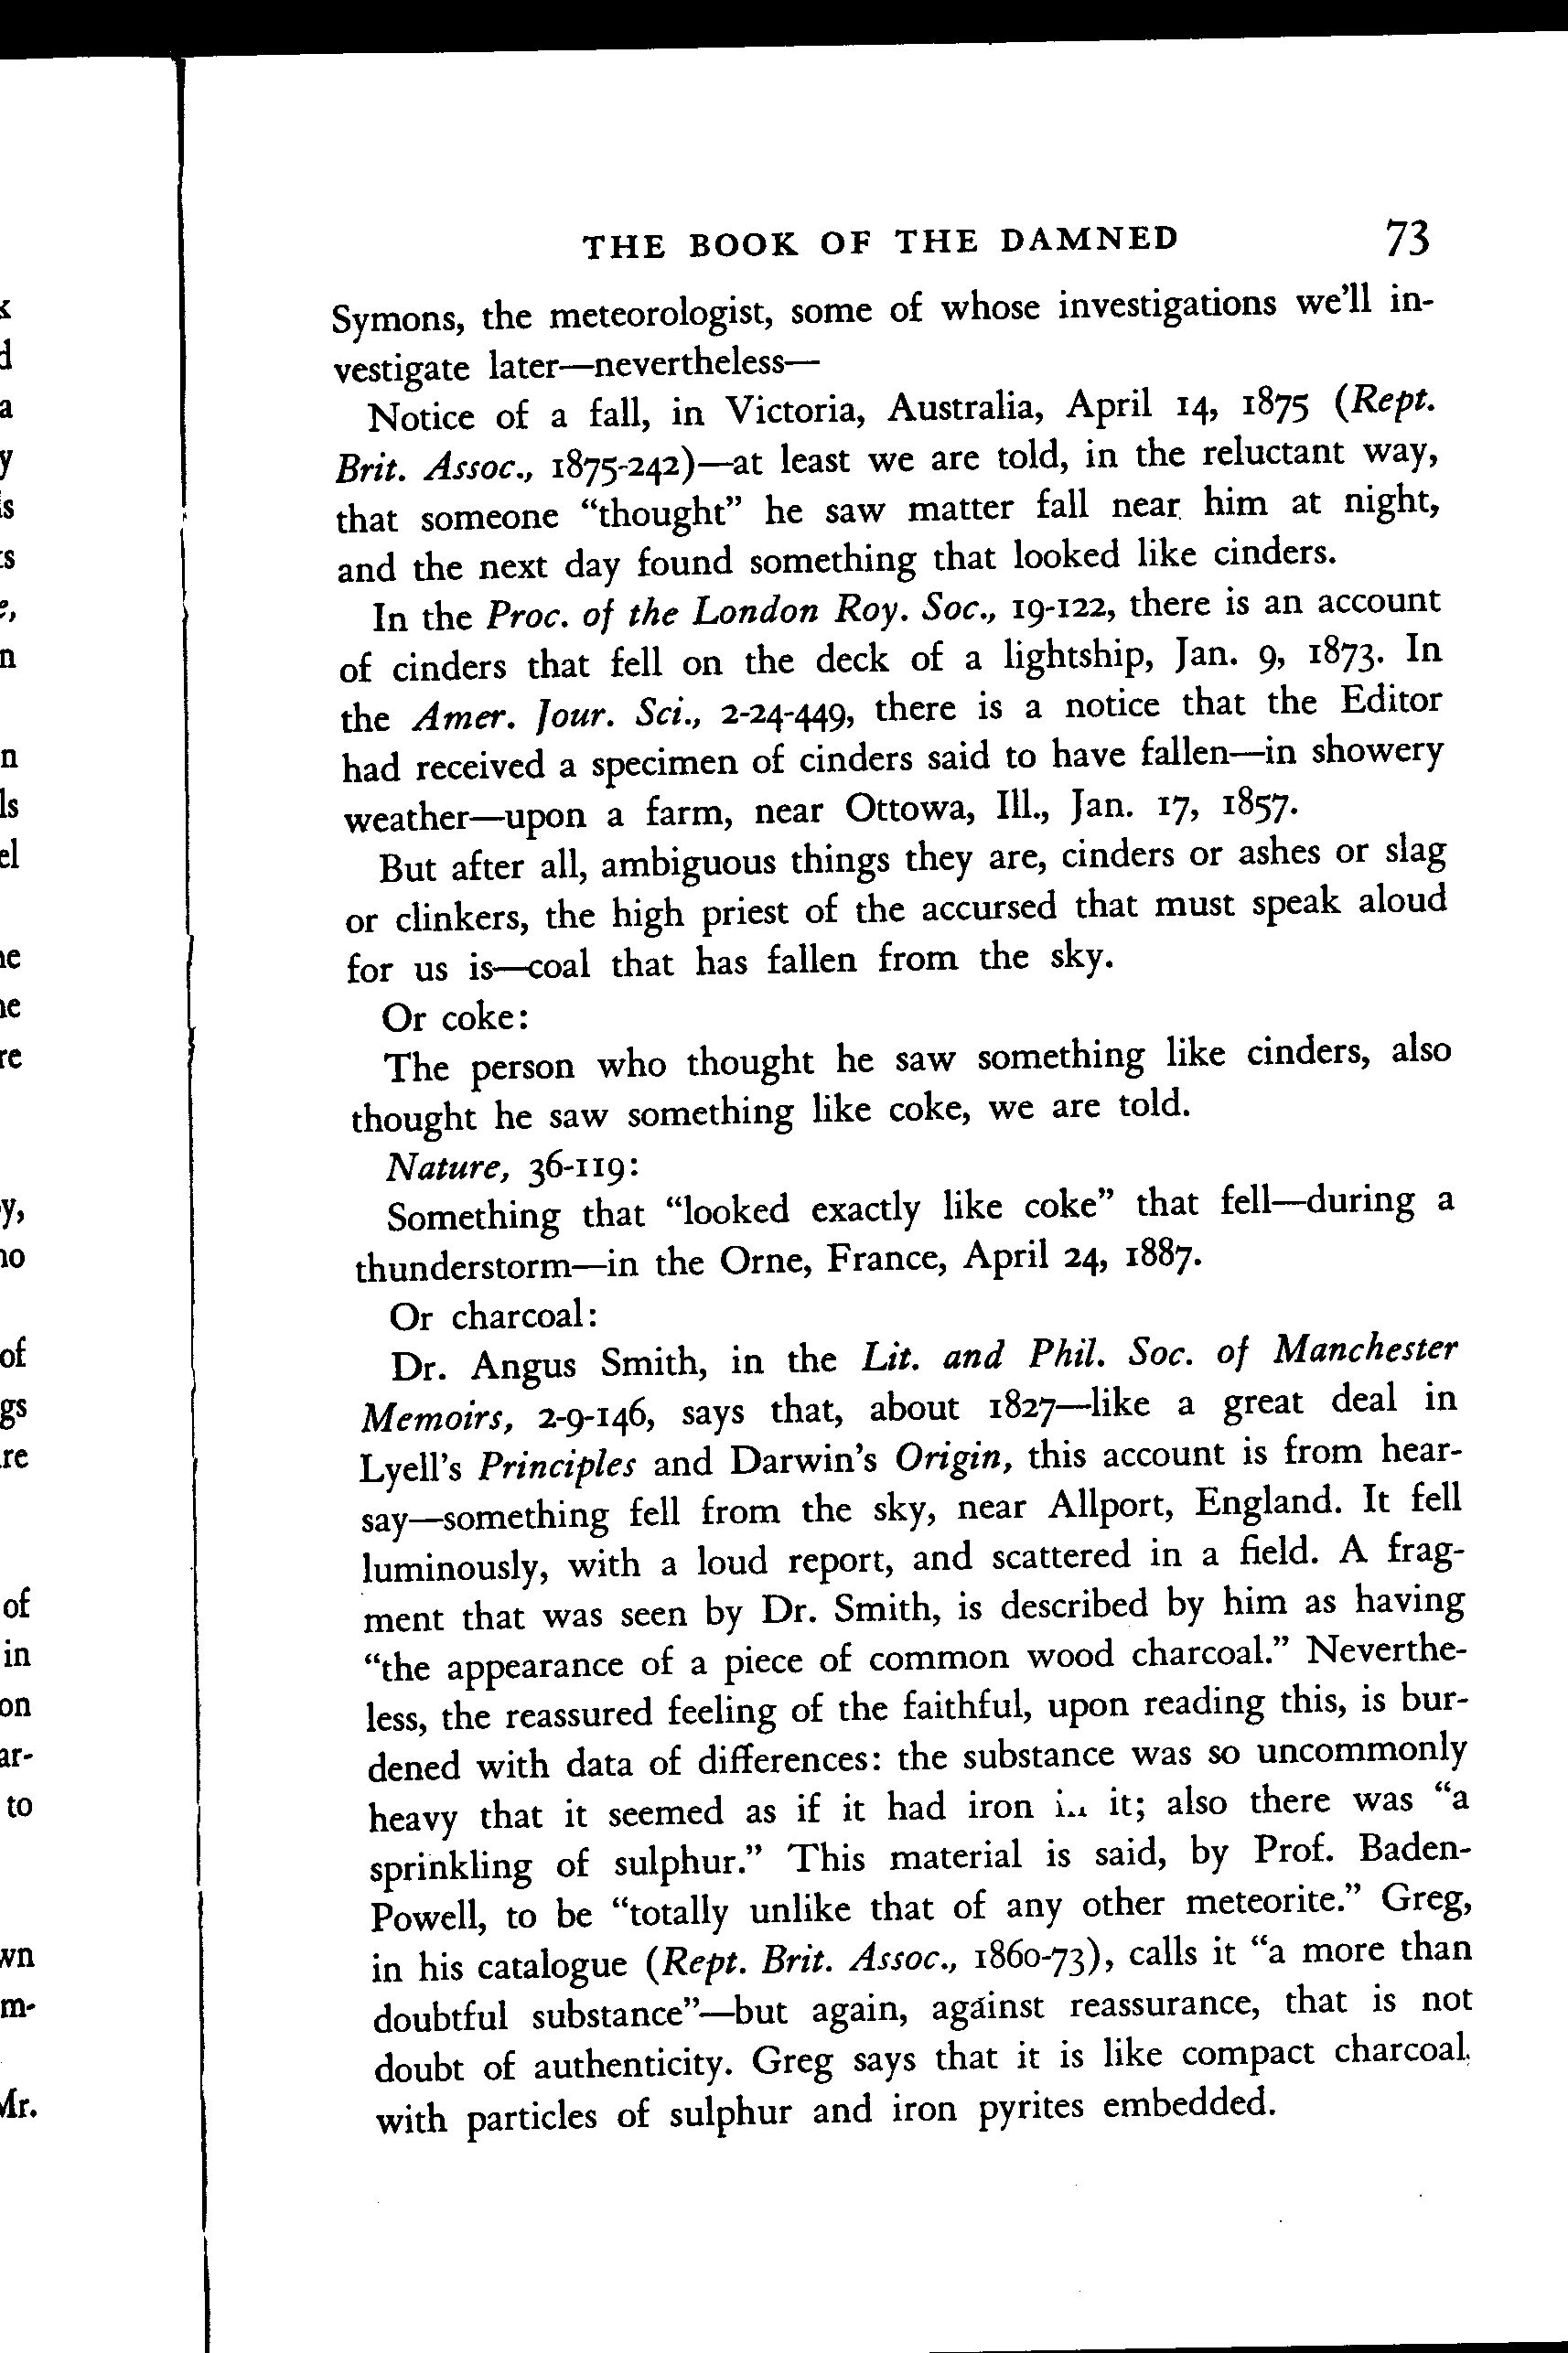 THE BOOK OF THE DAMNED 73
Symons, the meteorologist, some of whose investigations we'll in-
vestigate later—nevertheless—
Notice of a fall, in Victoria, Australia, April 14, 1875 (Rept.
Brit. Assoc., 1875-242)—at least we are told, in the reluctant way,
that someone “thought” he saw matter fall near him at night,
and the next day found something that looked like cinders.
In the Proc. of the London Roy. Soc., 19-122, there is an account
of cinders that fell on the deck of a lightship, Jan. 9, 1873. In
the Amer. Jour. Sci., 2-24-449, there is a notice that the Editor
had received a specimen of cinders said to have fallen—in showery
weather—upon a farm, near Ottowa, Ill., Jan. 17, 1857.
But after all, ambiguous things they are, cinders or ashes or slag
or clinkers, the high priest of the accursed that must speak aloud
for us is—coal that has fallen from the sky.
Or coke:
The person who thought he saw something like cinders, also
thought he saw something like coke, we are told.
Nature, 36-119:
Something that “looked exactly like coke” that fell—during a
thunderstorm—in the Orne, France, April 24, 1887.
Or charcoal:
Dr. Angus Smith, in the Lit. and Phil. Soc. of Manchester
Memoirs, 2-9-146, says that, about 1827—like a great deal in
Lyell's Principles and Darwin's Origin, this account is from hear-
say—something fell from the sky, near Allport, England. It fell
luminously, with a loud report, and scattered in a field. A frag-
ment that was seen by Dr. Smith, is described by him as having
“the appearance of a piece of common wood charcoal.” Neverthe-
less, the reassured feeling of the faithful, upon reading this, is bur-
dened with data of differences: the substance was so uncommonly
heavy that it seemed as if it had iron in it; also there was “a
sprinkling of sulphur.” This material is said, by Prof. Baden-
Powell, to be “totally unlike that of any other meteorite.” Greg,
in his catalogue (Rept. Brit. Assoc., 1860-73), calls it “a more than
doubtful substance”—but again, against reassurance, that is not
doubt of authenticity. Greg says that it is like compact charcoal,
with particles of sulphur and iron pyrites embedded.